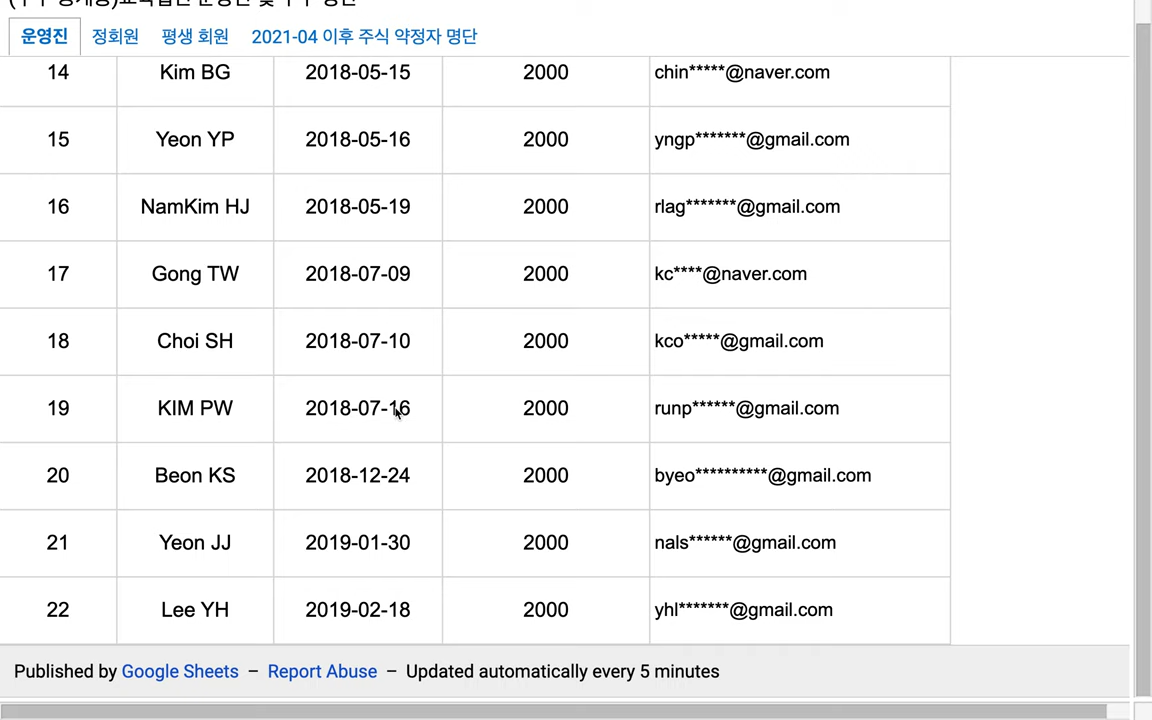 운영진 정회원 평생 회원 2021-04 이후 주식 약정자 명단
14 Kim BG 2018-05-15 2000 chin*****@naver.com
15 Yeon YP 2018-05-16 2000 yngp*******@gmail.com
16 NamKim HJ 2018-05-19 2000 rlag*******@gmail.com
17 Gong TW 2018-07-09 2000 kc****@naver.com
18 Choi SH 2018-07-10 2000 kco*****@gmail.com
19 KIM PW 2018-07-16 2000 runp******@gmail.com
20 Beon KS 2018-12-24 2000 byeo**********@gmail.com
21 Yeon JJ 2019-01-30 2000 nals******@gmail.com
22 Lee YH 2019-02-18 2000 yhl*******@gmail.com
Published by Google Sheets – Report Abuse – Updated automatically every 5 minutes